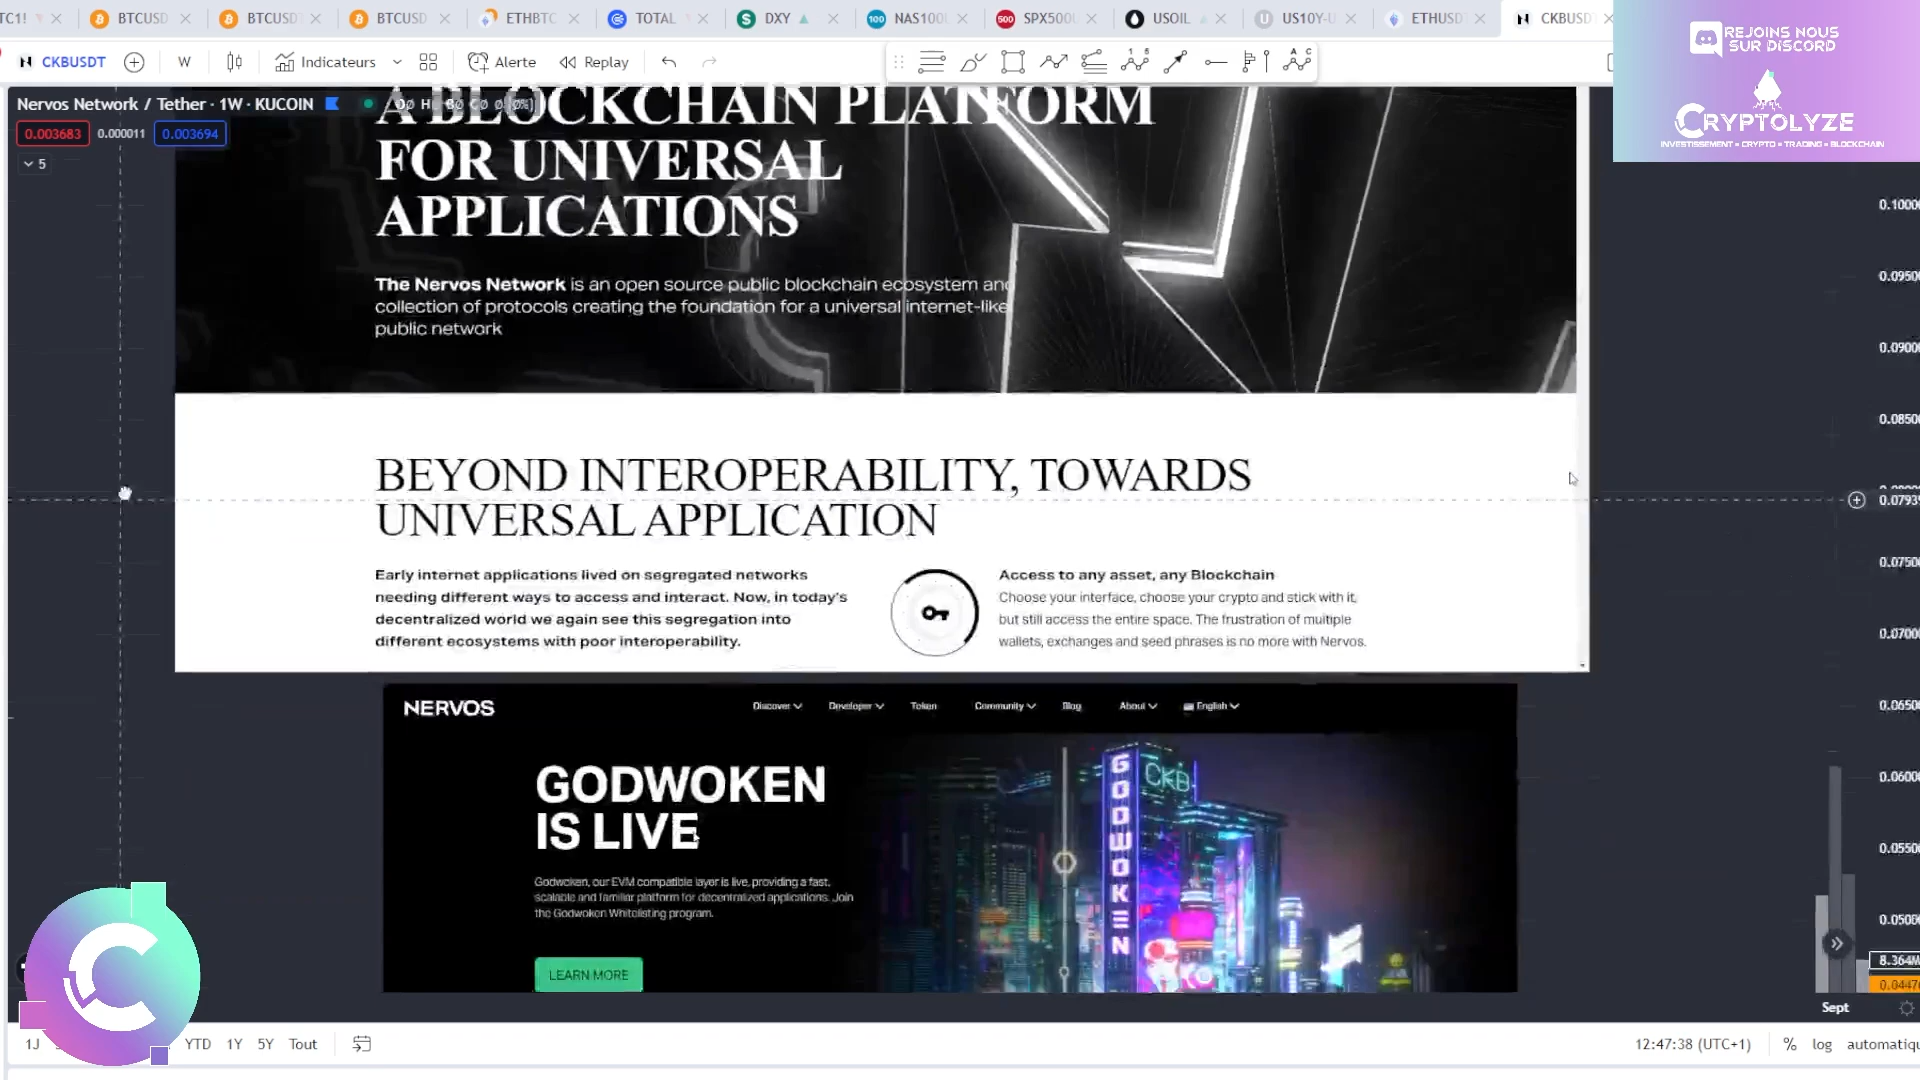 BTCUSD
BTCUSD
BTCUSD
ETHBTC
TOTAL
DXY
100 NAS100
500 SPX500
USOIL
U US10Y-
ETHUSD
CKBUSD
CKBUSDT
W
Indicateurs
Alerte
Replay
REJOINS NOUS
SUR DISCORD
CRYPTOLYZE
INVESTISSEMENT • CRYPTO • TRADING • BLOCKCHAIN
Nervos Network / Tether · 1W · KUCOIN
0.003683
0.000011
0.003694
5
A BLOCKCHAIN PLATFORM
FOR UNIVERSAL
APPLICATIONS
The Nervos Network is an open source public blockchain ecosystem and
collection of protocols creating the foundation for a universal internet-like
public network
BEYOND INTEROPERABILITY, TOWARDS
UNIVERSAL APPLICATION
Early internet applications lived on segregated networks
needing different ways to access and interact. Now, in today's
decentralized world we again see this segregation into
different ecosystems with poor interoperability.
Access to any asset, any Blockchain
Choose your interface, choose your crypto and stick with it,
but still access the entire space. The frustration of multiple
wallets, exchanges and seed phrases is no more with Nervos.
NERVOS
Discover
Developer
Token
Community
Blog
About
English
GODWOKEN
IS LIVE
Godwoken, our EVM compatible layer is live, providing a fast,
scalable and familiar platform for decentralized applications. Join
the Godwoken Whitelisting program.
LEARN MORE
GODWOKEN
CKB
0.1000
0.0950
0.0900
0.0850
0.0793
0.0750
0.0700
0.0650
0.0600
0.0550
0.0500
8.364M
0.0447
Sept
1J
YTD
1Y
5Y
Tout
12:47:38 (UTC+1)
%
log
automatiqu